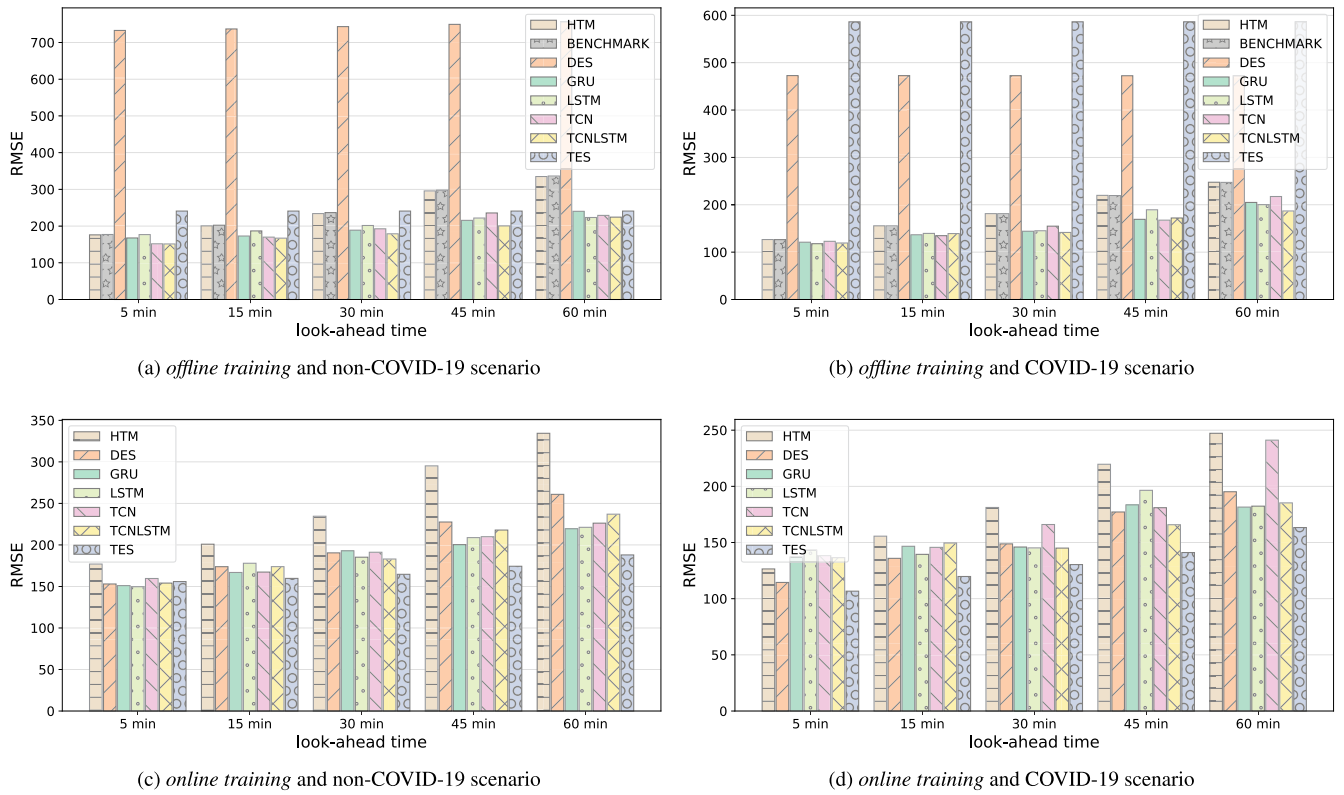 RMSE
700
600
500
400
300
200
100
0
HTM
BENCHMARK
DES
GRU
LSTM
TCN
TCNLSTM
TES
5 min 15 min 30 min 45 min 60 min
look-ahead time
(a) offline training and non-COVID-19 scenario
RMSE
600
500
400
300
200
100
0
HTM
BENCHMARK
DES
GRU
LSTM
TCN
TCNLSTM
TES
5 min 15 min 30 min 45 min 60 min
look-ahead time
(b) offline training and COVID-19 scenario
RMSE
350
300
250
200
150
100
50
0
HTM
DES
GRU
LSTM
TCN
TCNLSTM
TES
5 min 15 min 30 min 45 min 60 min
look-ahead time
(c) online training and non-COVID-19 scenario
RMSE
250
200
150
100
50
0
HTM
DES
GRU
LSTM
TCN
TCNLSTM
TES
5 min 15 min 30 min 45 min 60 min
look-ahead time
(d) online training and COVID-19 scenario